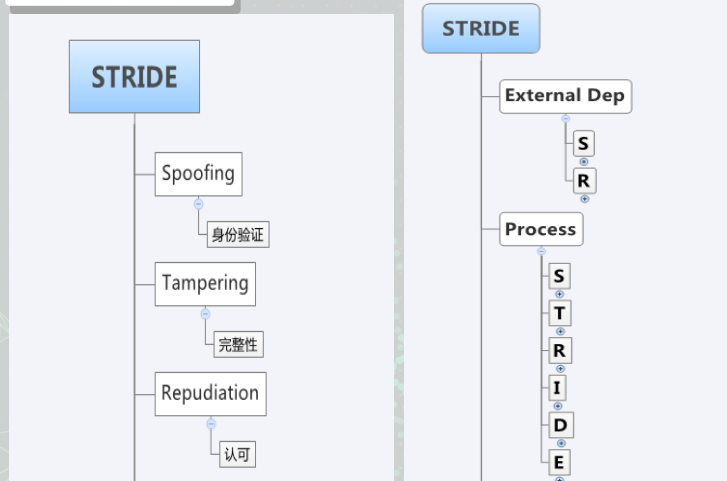 STRIDE
Spoofing
身份验证
Tampering
完整性
Repudiation
认可
STRIDE
External Dep
S
R
Process
S
T
R
I
D
E